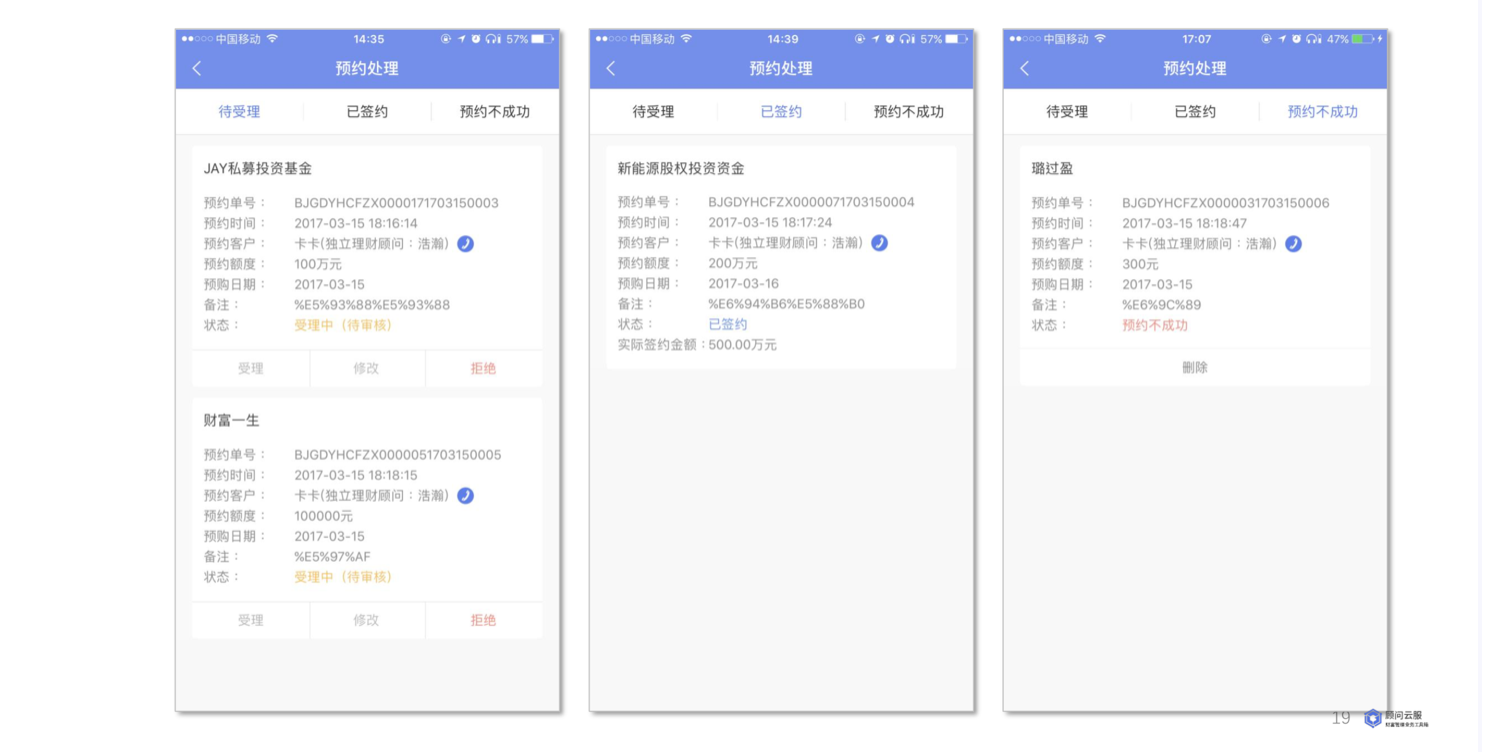 中国移动
14:35
57%
预约处理
待受理
已签约
预约不成功
JAY私募投资基金
预约单号： BJGDYHCFZX0000171703150003
预约时间： 2017-03-15 18:16:14
预约客户： 卡卡(独立理财顾问：浩瀚)
预约额度： 100万元
预购日期： 2017-03-15
备注： %E5%93%88%E5%93%88
状态： 受理中（待审核）
受理
修改
拒绝
财富一生
预约单号： BJGDYHCFZX0000051703150005
预约时间： 2017-03-15 18:18:15
预约客户： 卡卡(独立理财顾问：浩瀚)
预约额度： 100000元
预购日期： 2017-03-15
备注： %E5%97%AF
状态： 受理中（待审核）
受理
修改
拒绝
中国移动
14:39
57%
预约处理
待受理
已签约
预约不成功
新能源股权投资资金
预约单号： BJGDYHCFZX0000071703150004
预约时间： 2017-03-15 18:17:24
预约客户： 卡卡(独立理财顾问：浩瀚)
预约额度： 200万元
预购日期： 2017-03-16
备注： %E6%94%B6%E5%88%B0
状态： 已签约
实际签约金额：500.00万元
中国移动
17:07
47%
预约处理
待受理
已签约
预约不成功
璐过盈
预约单号： BJGDYHCFZX0000031703150006
预约时间： 2017-03-15 18:18:47
预约客户： 卡卡(独立理财顾问：浩瀚)
预约额度： 300元
预购日期： 2017-03-15
备注： %E6%9C%89
状态： 预约不成功
删除
19
顾问云服